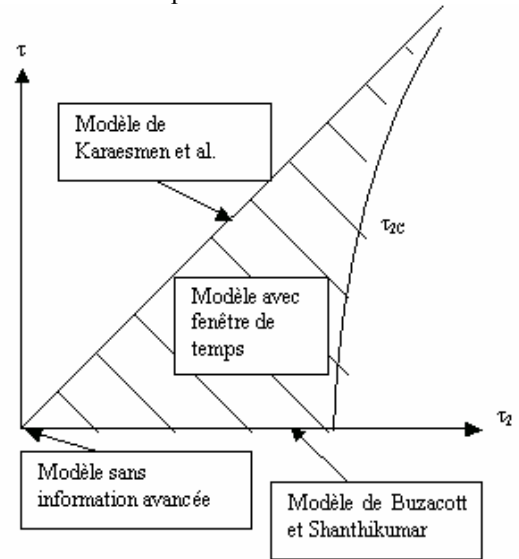 τ
Modèle de
Karaesmen et al.
τ2C
Modèle avec
fenêtre de
temps
τ2
Modèle sans
information avancée
Modèle de Buzacott
et Shanthikumar